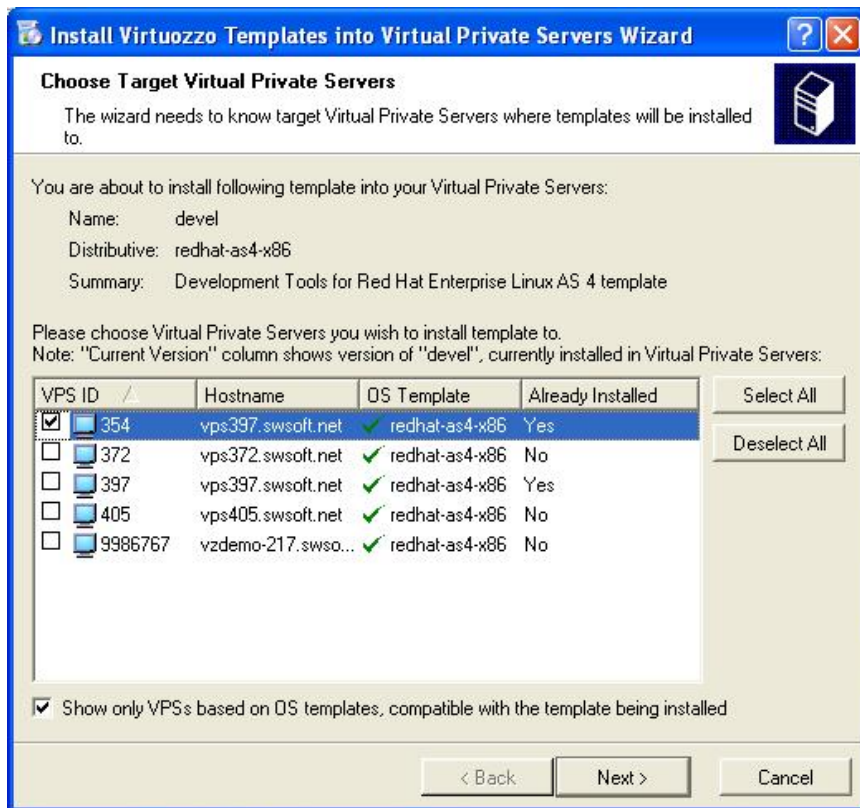 Install Virtuozzo Templates into Virtual Private Servers Wizard
Choose Target Virtual Private Servers
The wizard needs to know target Virtual Private Servers where templates will be installed
to.
You are about to install following template into your Virtual Private Servers:
Name: devel
Distributive: redhat-as4-x86
Summary: Development Tools for Red Hat Enterprise Linux AS 4 template
Please choose Virtual Private Servers you wish to install template to.
Note: "Current Version" column shows version of "devel", currently installed in Virtual Private Servers:
VPS ID Hostname OS Template Already Installed
354 vps397.swsoft.net redhat-as4-x86 Yes
372 vps372.swsoft.net redhat-as4-x86 No
397 vps397.swsoft.net redhat-as4-x86 Yes
405 vps405.swsoft.net redhat-as4-x86 No
9986767 vzdemo-217.swso... redhat-as4-x86 No
Select All
Deselect All
Show only VPSs based on OS templates, compatible with the template being installed
< Back Next > Cancel